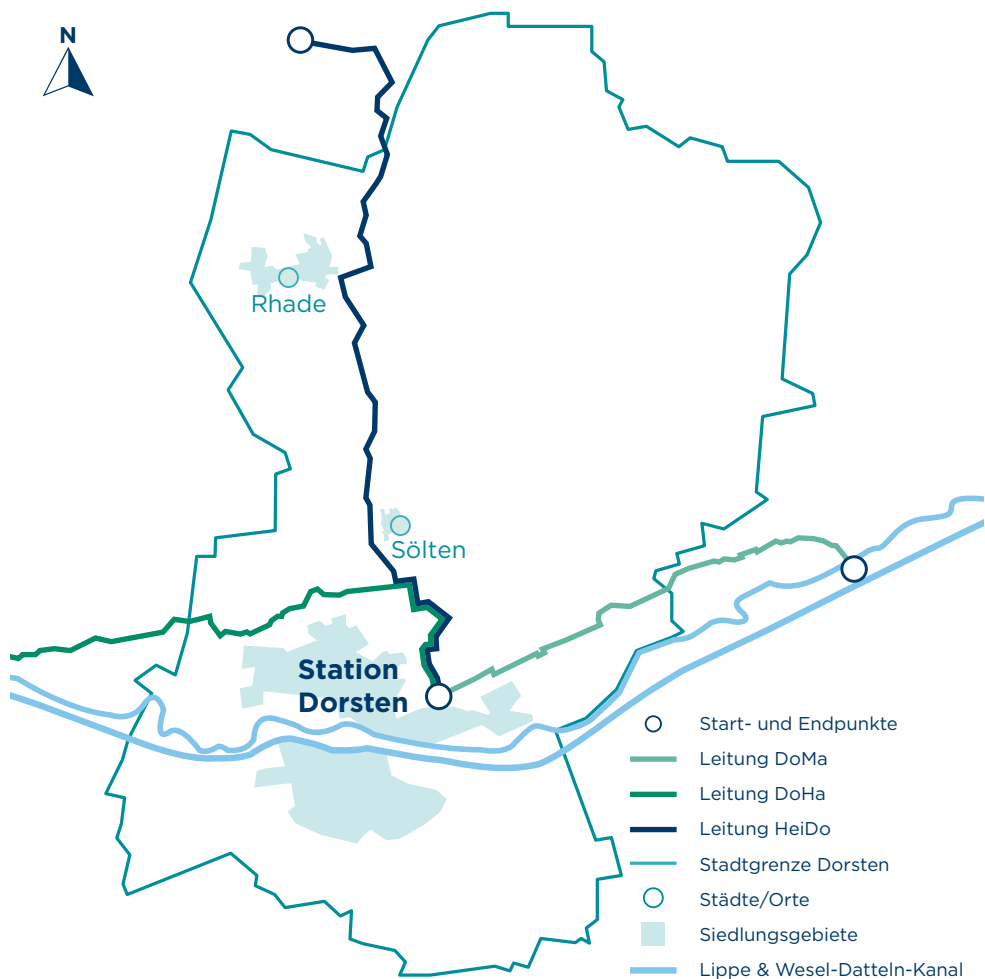 N
Rhade
Sölten
Station
Dorsten
Start- und Endpunkte
Leitung DoMa
Leitung DoHa
Leitung HeiDo
Stadtgrenze Dorsten
Städte/Orte
Siedlungsgebiete
Lippe & Wesel-Datteln-Kanal